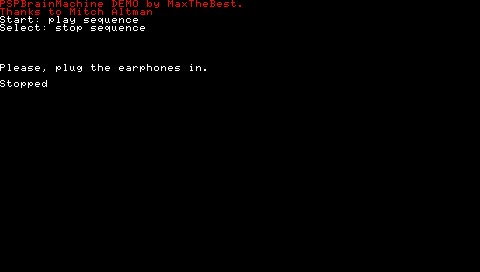 PSPBrainMachine DEMO by MaxTheBest.
Thanks to Mitch Altman
Start: play sequence
Select: stop sequence
Please, plug the earphones in.
Stopped